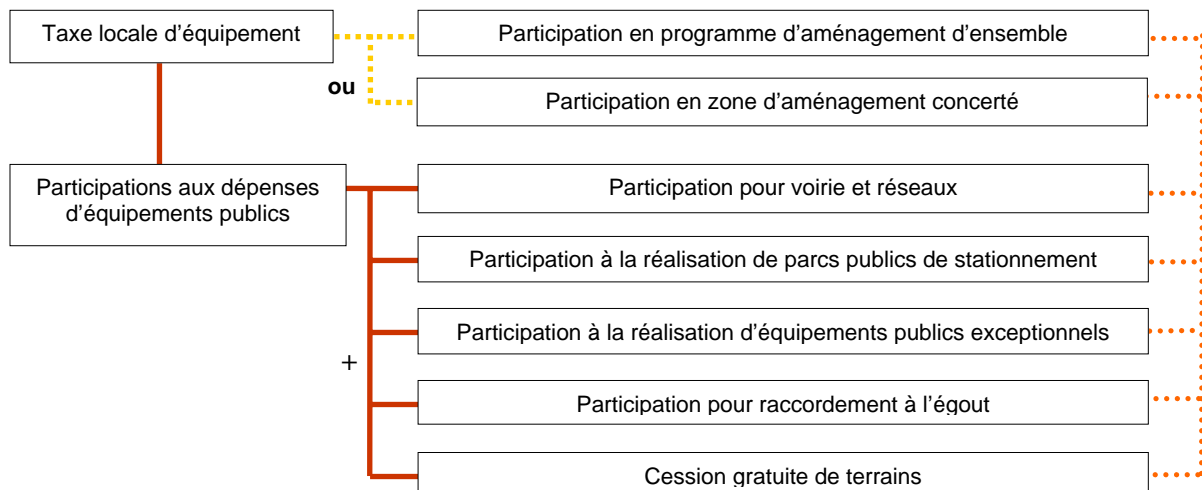 Taxe locale d'équipement
Participation en programme d'aménagement d'ensemble
ou
Participation en zone d'aménagement concerté
Participations aux dépenses
d'équipements publics
Participation pour voirie et réseaux
Participation à la réalisation de parcs publics de stationnement
Participation à la réalisation d'équipements publics exceptionnels
+
Participation pour raccordement à l'égout
Cession gratuite de terrains